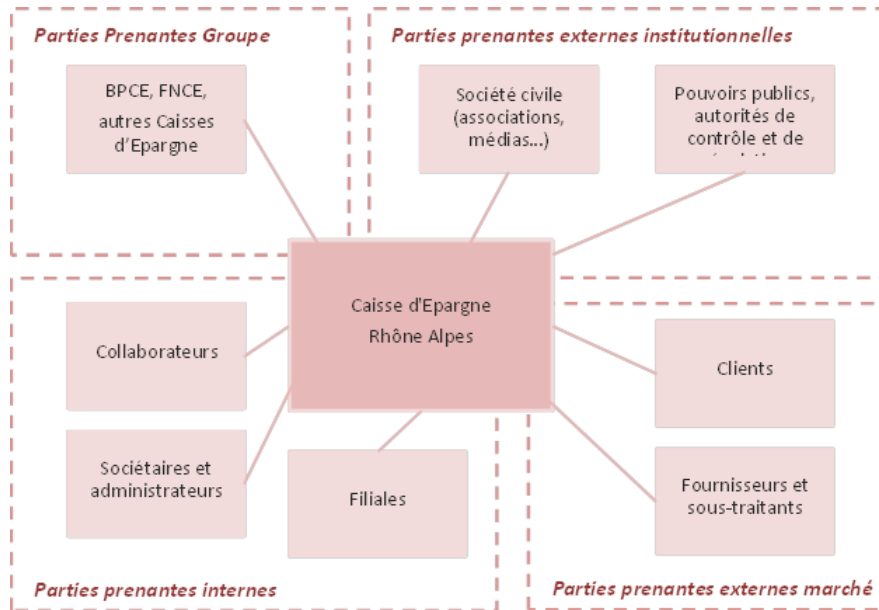 Parties Prenantes Groupe
BPCE, FNCE,
autres Caisses
d'Epargne
Parties prenantes externes institutionnelles
Société civile
(associations,
médias...)
Pouvoirs publics,
autorités de
contrôle et de
Caisse d'Epargne
Rhône Alpes
Collaborateurs
Sociétaires et
administrateurs
Filiales
Parties prenantes internes
Clients
Fournisseurs et
sous-traitants
Parties prenantes externes marché